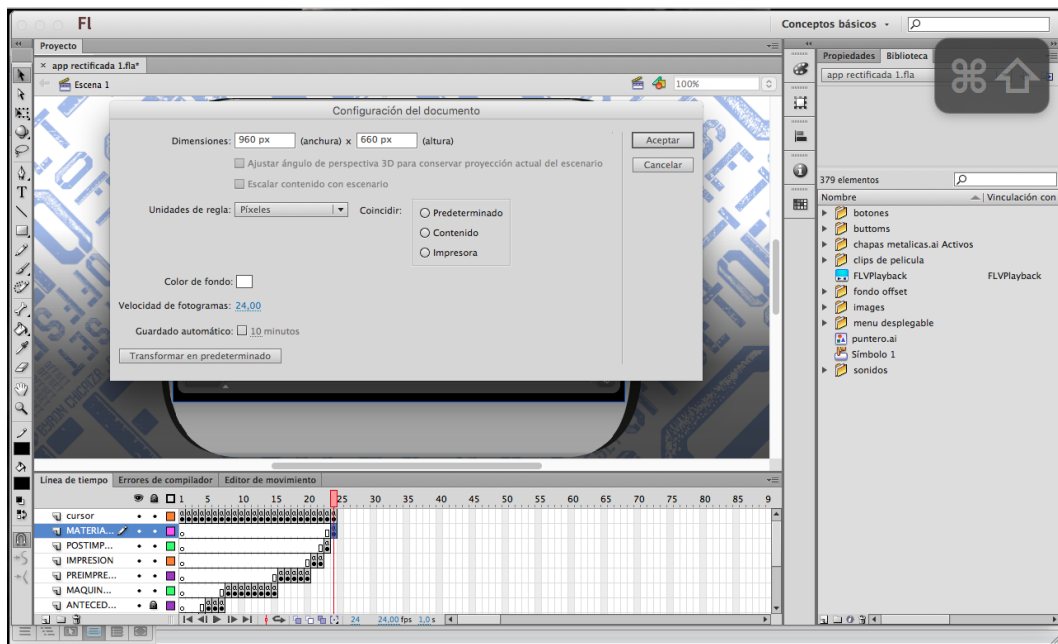 Fl
Conceptos básicos
Proyecto
app rectificada 1.fla*
Escena 1
100%
Propiedades Biblioteca
app rectificada 1.fla
⌘⇧
Configuración del documento
Dimensiones: 960 px (anchura) x 660 px (altura)
Aceptar
Ajustar ángulo de perspectiva 3D para conservar proyección actual del escenario
Cancelar
Escalar contenido con escenario
Unidades de regla: Píxeles Coincidir:
Predeterminado
Contenido
Impresora
Color de fondo:
Velocidad de fotogramas: 24,00
Guardado automático: 10 minutos
Transformar en predeterminado
379 elementos
Nombre Vinculación con
botones
buttoms
chapas metalicas.ai Activos
clips de pelicula
FLVPlayback FLVPlayback
fondo offset
images
menu desplegable
puntero.ai
Símbolo 1
sonidos
Línea de tiempo Errores de compilador Editor de movimiento
1 5 10 15 20 25 30 35 40 45 50 55 60 65 70 75 80 85 9
cursor
MATERIA...
POSTIMP...
IMPRESION
PREIMPRE...
MAQUIN...
ANTECED...
24 24,00 fps 1,0 s